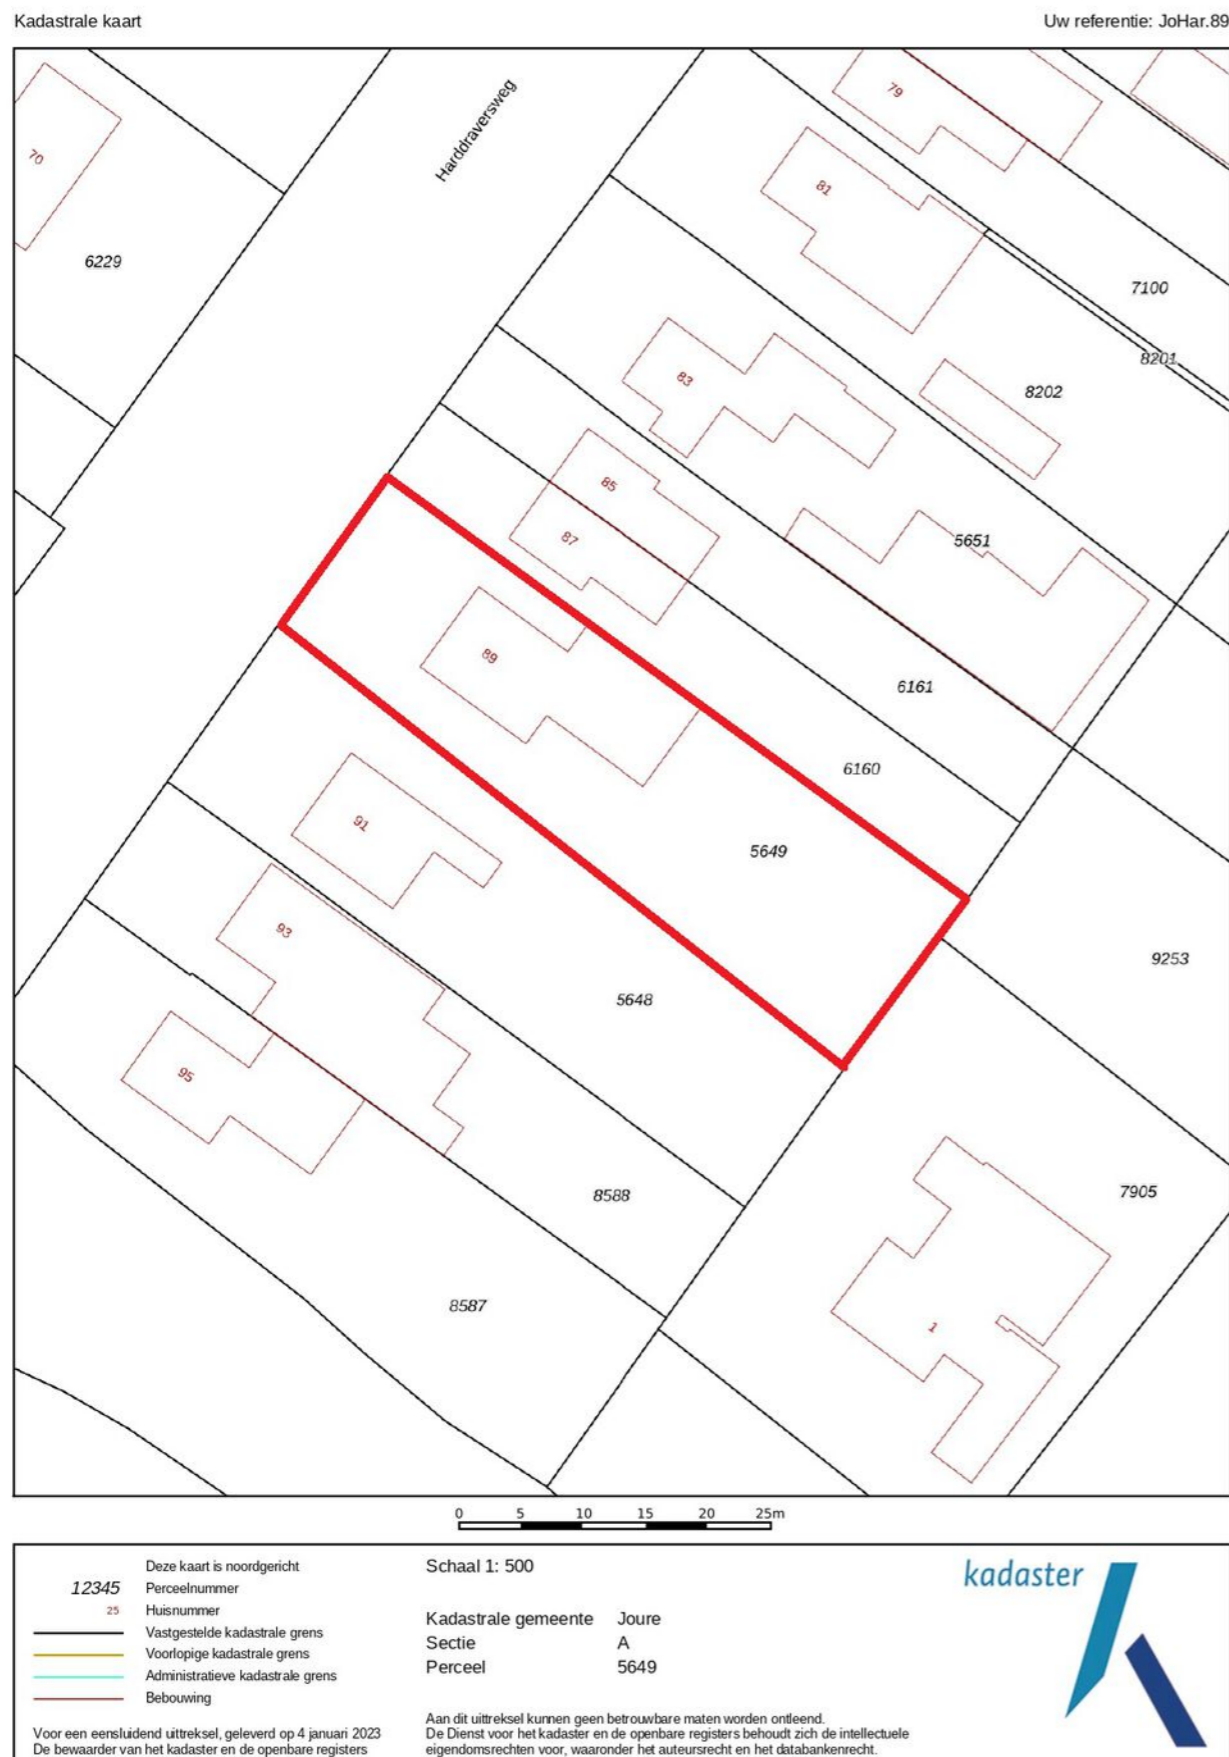 Kadastrale kaart
Uw referentie: JoHar.89
Harddraversweg
79
70
81
6229
7100
8201
83
8202
85
87
5651
89
6161
6160
91
5649
93
9253
5648
95
7905
8588
8587
1
0 5 10 15 20 25m
Deze kaart is noordgericht
12345 Perceelnummer
25 Huisnummer
Vastgestelde kadastrale grens
Voorlopige kadastrale grens
Administratieve kadastrale grens
Bebouwing
Voor een eensluidend uittreksel, geleverd op 4 januari 2023
De bewaarder van het kadaster en de openbare registers
Schaal 1: 500
Kadastrale gemeente Joure
Sectie A
Perceel 5649
Aan dit uittreksel kunnen geen betrouwbare maten worden ontleend.
De Dienst voor het kadaster en de openbare registers behoudt zich de intellectuele
eigendomsrechten voor, waaronder het auteursrecht en het databankenrecht.
kadaster